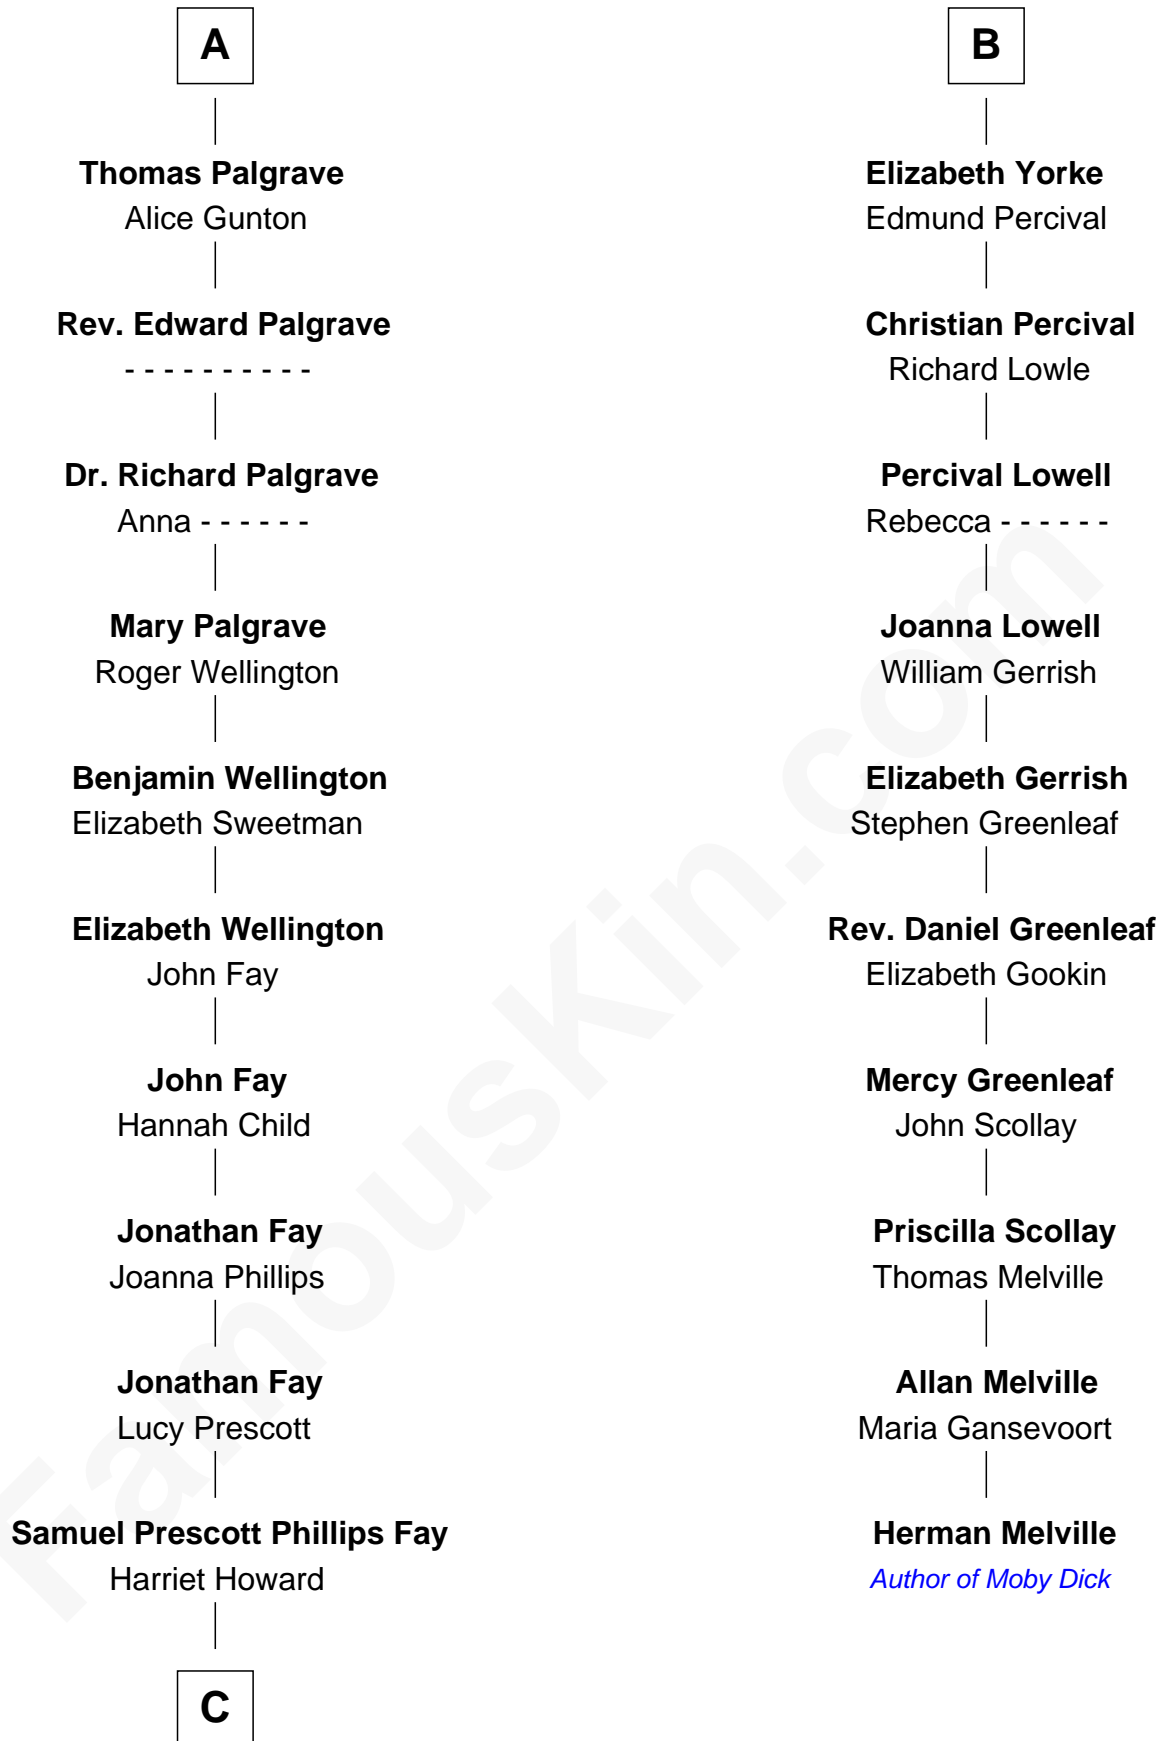 A
Thomas Palgrave
Alice Gunton
Rev. Edward Palgrave
- - - - - - - - - -
Dr. Richard Palgrave
Anna - - - - - -
Mary Palgrave
Roger Wellington
Benjamin Wellington
Elizabeth Sweetman
Elizabeth Wellington
John Fay
John Fay
Hannah Child
Jonathan Fay
Joanna Phillips
Jonathan Fay
Lucy Prescott
Samuel Prescott Phillips Fay
Harriet Howard
C
B
Elizabeth Yorke
Edmund Percival
Christian Percival
Richard Lowle
Percival Lowell
Rebecca - - - - - -
Joanna Lowell
William Gerrish
Elizabeth Gerrish
Stephen Greenleaf
Rev. Daniel Greenleaf
Elizabeth Gookin
Mercy Greenleaf
John Scollay
Priscilla Scollay
Thomas Melville
Allan Melville
Maria Gansevoort
Herman Melville
Author of Moby Dick
FamousKin.com